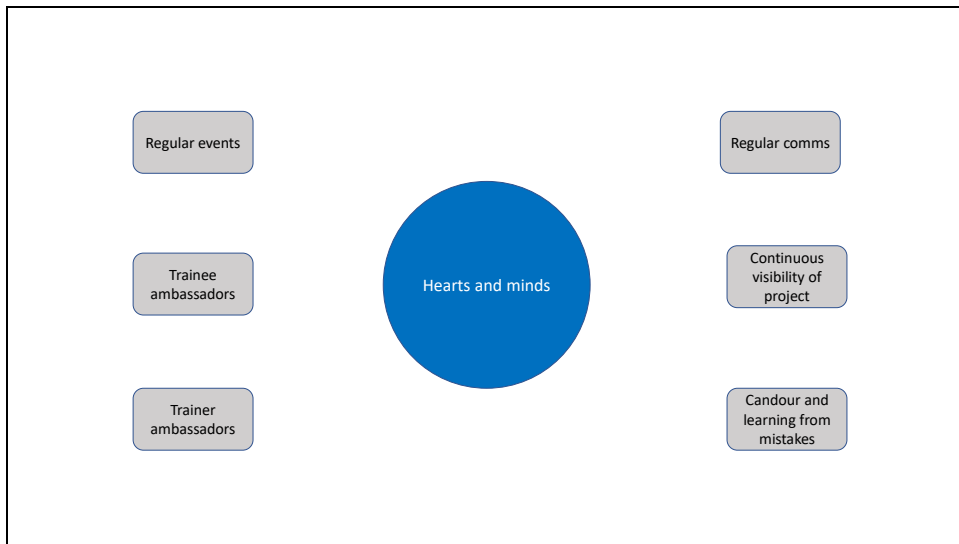 Regular events
Regular comms
Hearts and minds
Trainee
ambassadors
Continuous
visibility of
project
Trainer
ambassadors
Candour and
learning from
mistakes